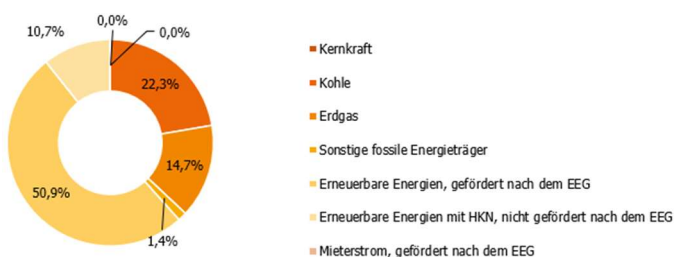 0,0%
0,0%
10,7%
22,3%
14,7%
50,9%
1,4%
Kernkraft
Kohle
Erdgas
Sonstige fossile Energieträger
Erneuerbare Energien, gefördert nach dem EEG
Erneuerbare Energien mit HKN, nicht gefördert nach dem EEG
Mieterstrom, gefördert nach dem EEG